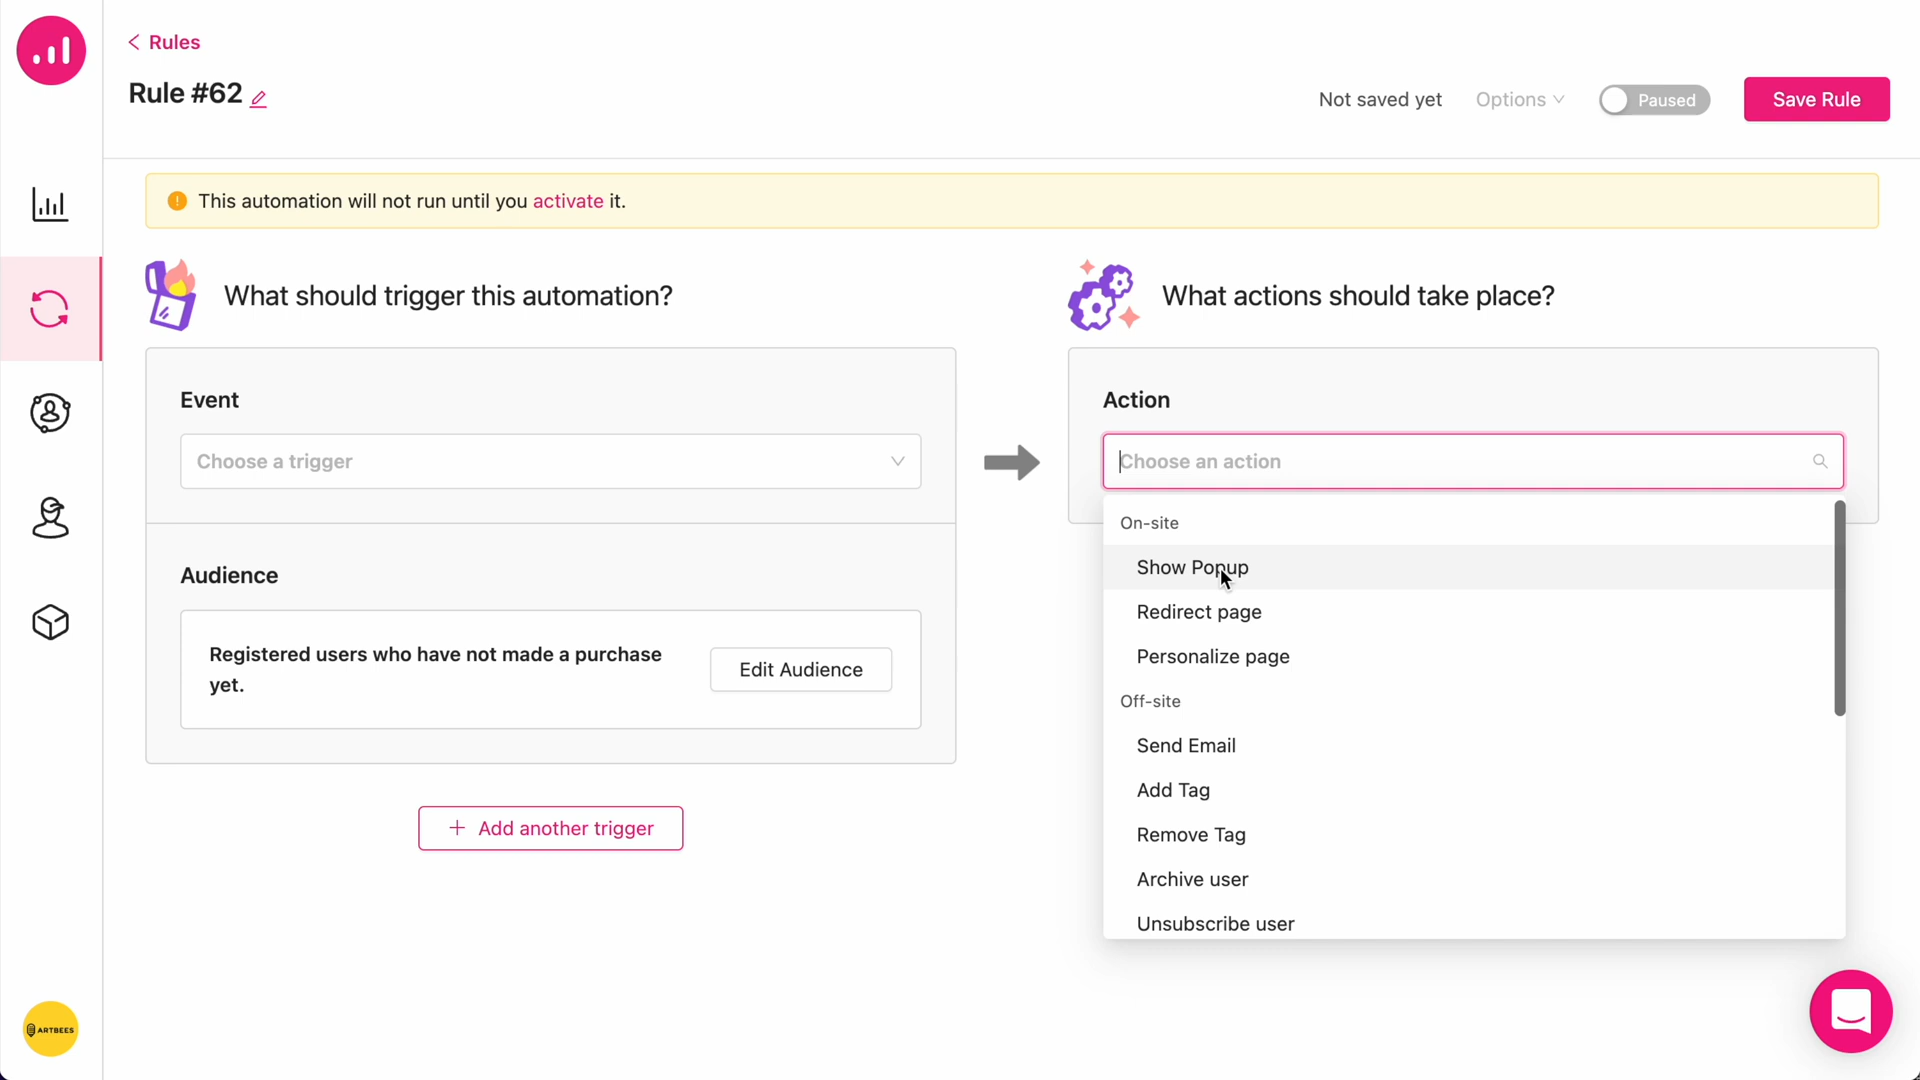 Rules
Rule #62
Not saved yet
Options
Paused
Save Rule
This automation will not run until you activate it.
What should trigger this automation?
Event
Choose a trigger
Audience
Registered users who have not made a purchase
yet.
Edit Audience
Add another trigger
What actions should take place?
Action
Choose an action
On-site
Show Popup
Redirect page
Personalize page
Off-site
Send Email
Add Tag
Remove Tag
Archive user
Unsubscribe user
ARTBEES